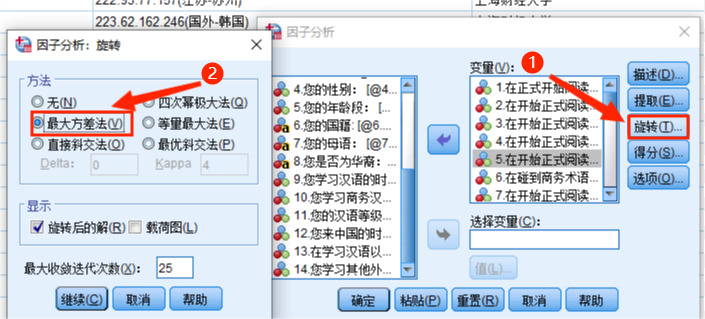 222.95.77.157(江苏-苏州)
上海财经大学
223.62.162.246(国外-韩国)
因子分析：旋转
方法
无(N)
四次幂极大法(Q)
最大方差法(V)
等量最大法(E)
直接斜交法(O)
最优斜交法(P)
Delta: 0
Kappa 4
显示
旋转后的解(R)
载荷图(L)
最大收敛迭代次数(X): 25
继续(C)
取消
帮助
2
因子分析
4.您的性别： [@4...
5.您的年龄段： [...
6.您的国籍: [@6....
7.您的母语： [@7...
8.您是否为华裔：...
9.您学习汉语的时...
10.您学习商务汉...
11.您的汉语等级...
12.您来中国的时...
13.在学习汉语以...
14.您学习其他外...
变量(V):
1.在正式开始阅读...
2.在开始正式阅读...
3.在开始正式阅读...
4.在开始正式阅读...
5.在开始正式阅读...
6.在碰到商务术语...
7.在开始正式阅读...
选择变量(C):
值(L)...
1
描述(D)...
提取(E)...
旋转(T)...
得分(S)...
选项(O)...
确定
粘贴(P)
重置(R)
取消
帮助